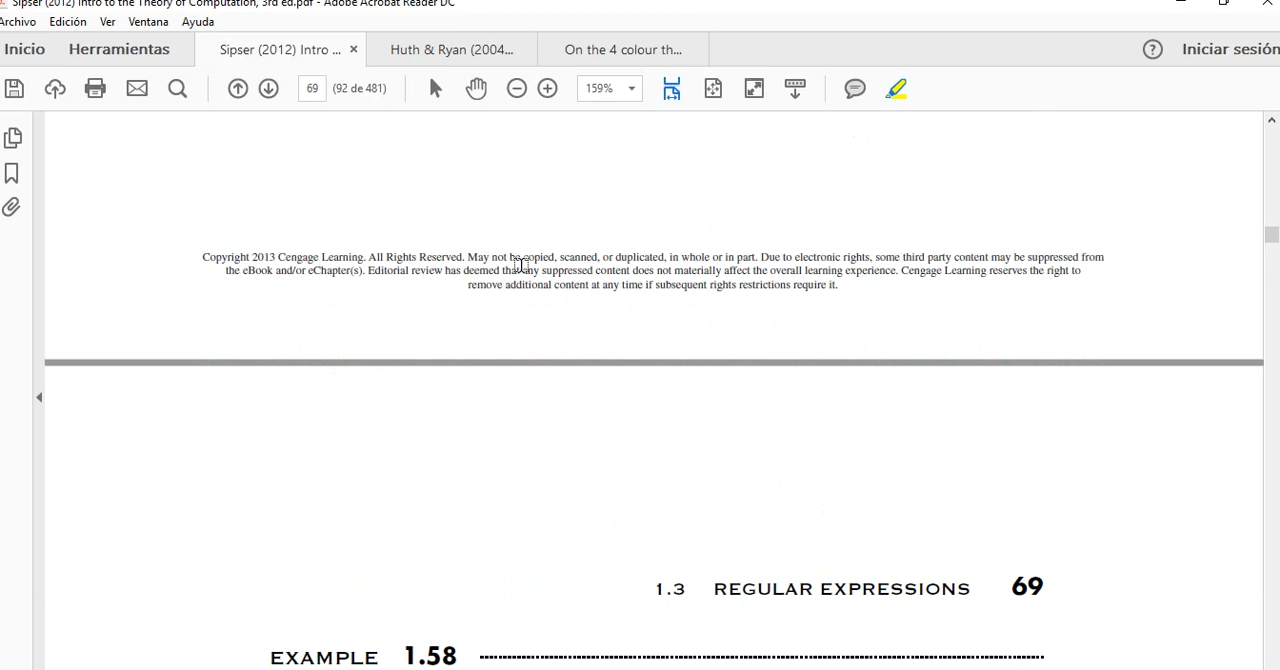 Sipser (2012) Intro to the Theory of Computation, 3rd ed.pdf - Adobe Acrobat Reader DC
Archivo Edición Ver Ventana Ayuda
Inicio Herramientas Sipser (2012) Intro ... × Huth & Ryan (2004... On the 4 colour th... ? Iniciar sesión
69 (92 de 481) 159%
Copyright 2013 Cengage Learning. All Rights Reserved. May not be copied, scanned, or duplicated, in whole or in part. Due to electronic rights, some third party content may be suppressed from
the eBook and/or eChapter(s). Editorial review has deemed that any suppressed content does not materially affect the overall learning experience. Cengage Learning reserves the right to
remove additional content at any time if subsequent rights restrictions require it.
1.3 REGULAR EXPRESSIONS 69
EXAMPLE 1.58